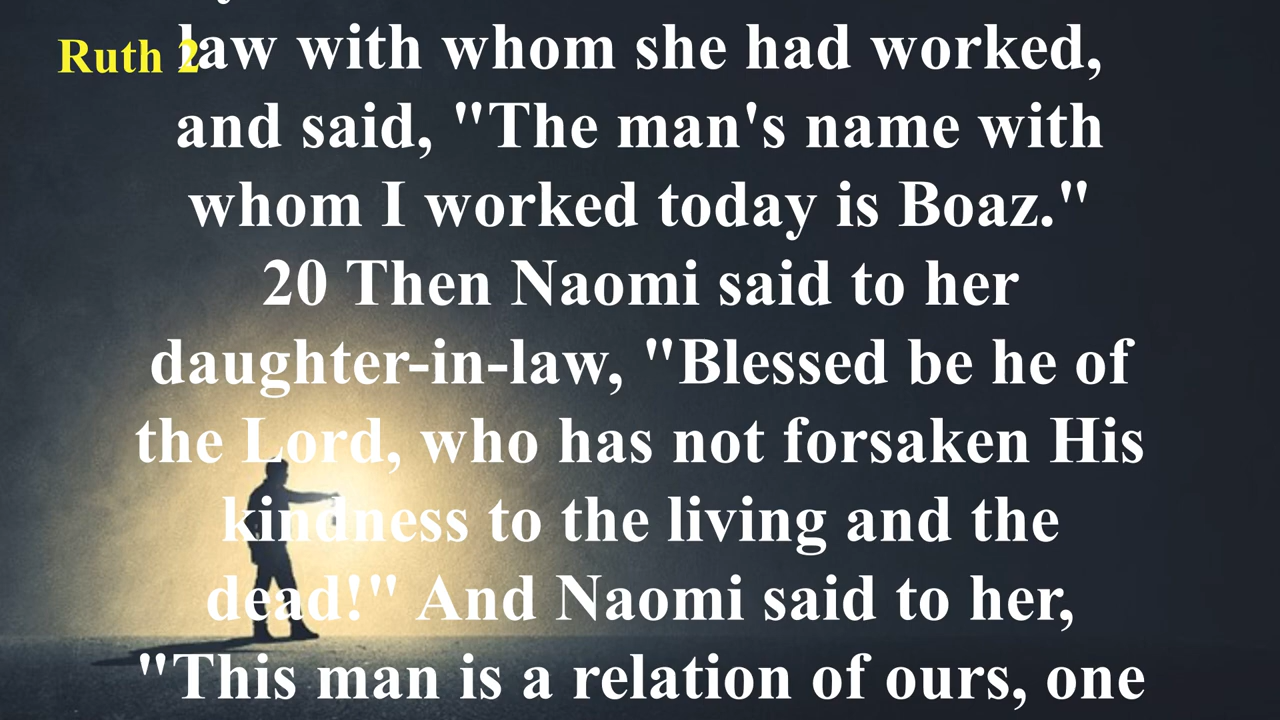 Ruth 2
law with whom she had worked,
and said, "The man's name with
whom I worked today is Boaz."
20 Then Naomi said to her
daughter-in-law, "Blessed be he of
the Lord, who has not forsaken His
kindness to the living and the
dead!" And Naomi said to her,
"This man is a relation of ours, one